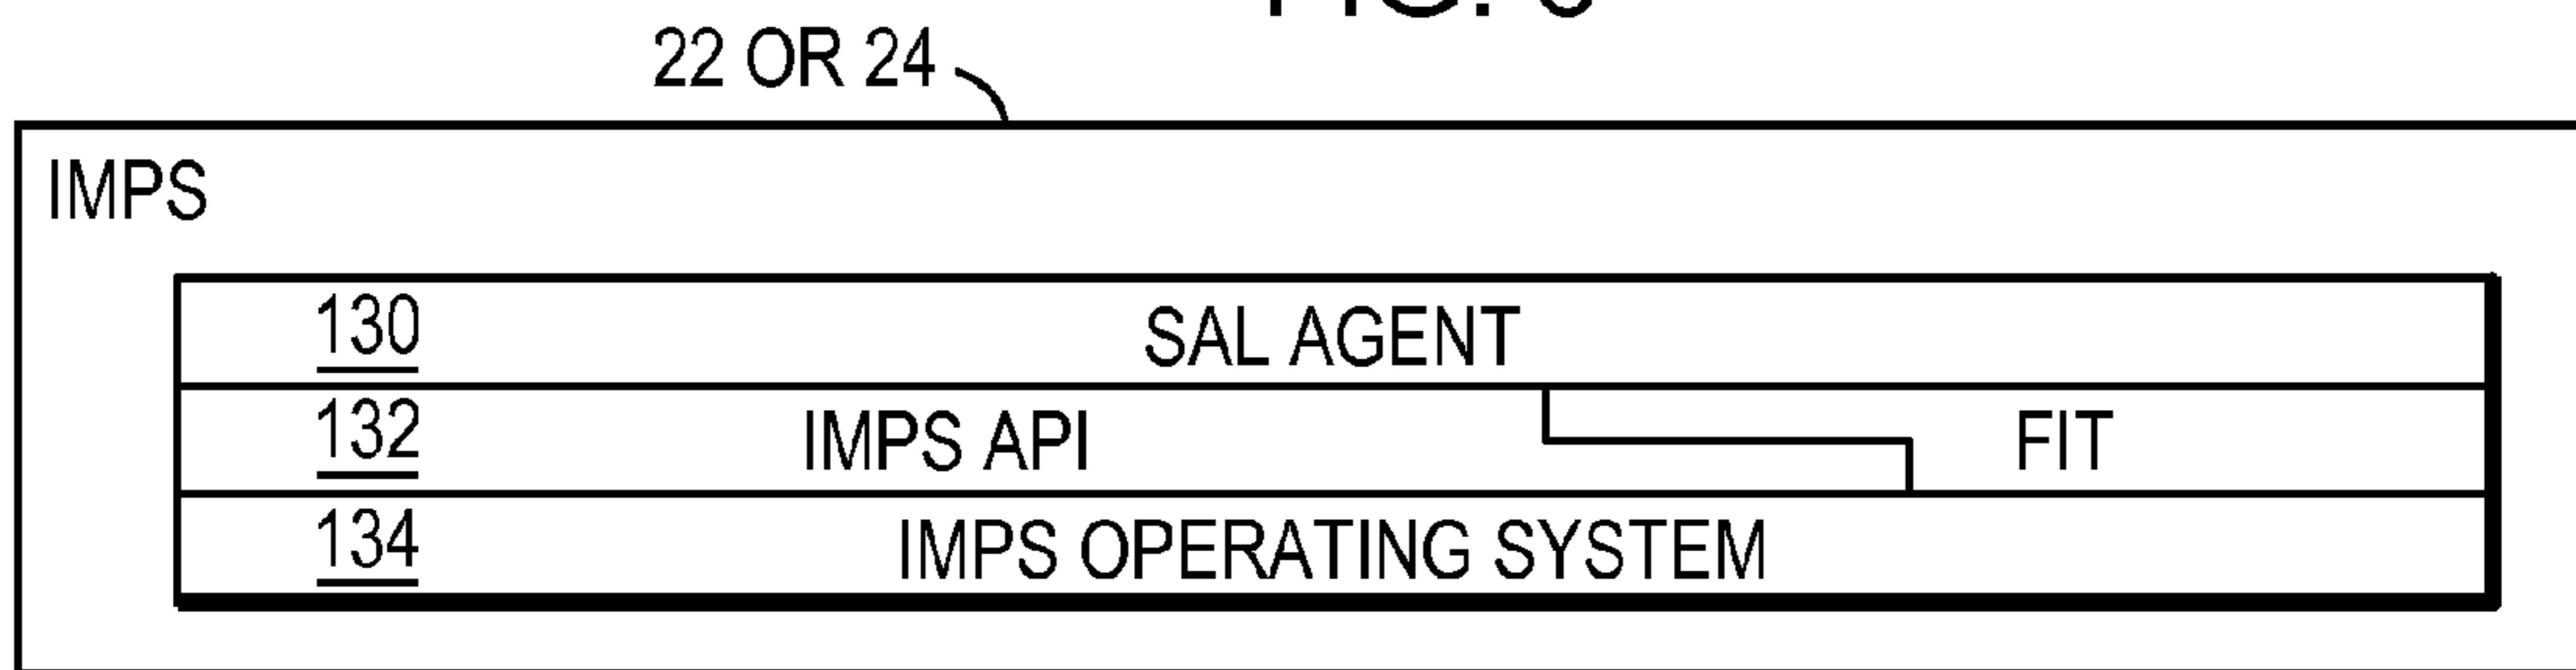 22 OR 24
IMPS
130 SAL AGENT
132 IMPS API FIT
134 IMPS OPERATING SYSTEM